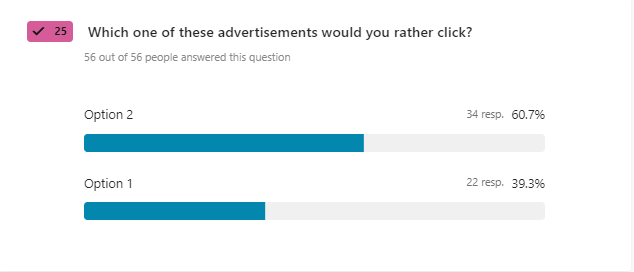 25 Which one of these advertisements would you rather click?
56 out of 56 people answered this question
Option 2 34 resp. 60.7%
Option 1 22 resp. 39.3%